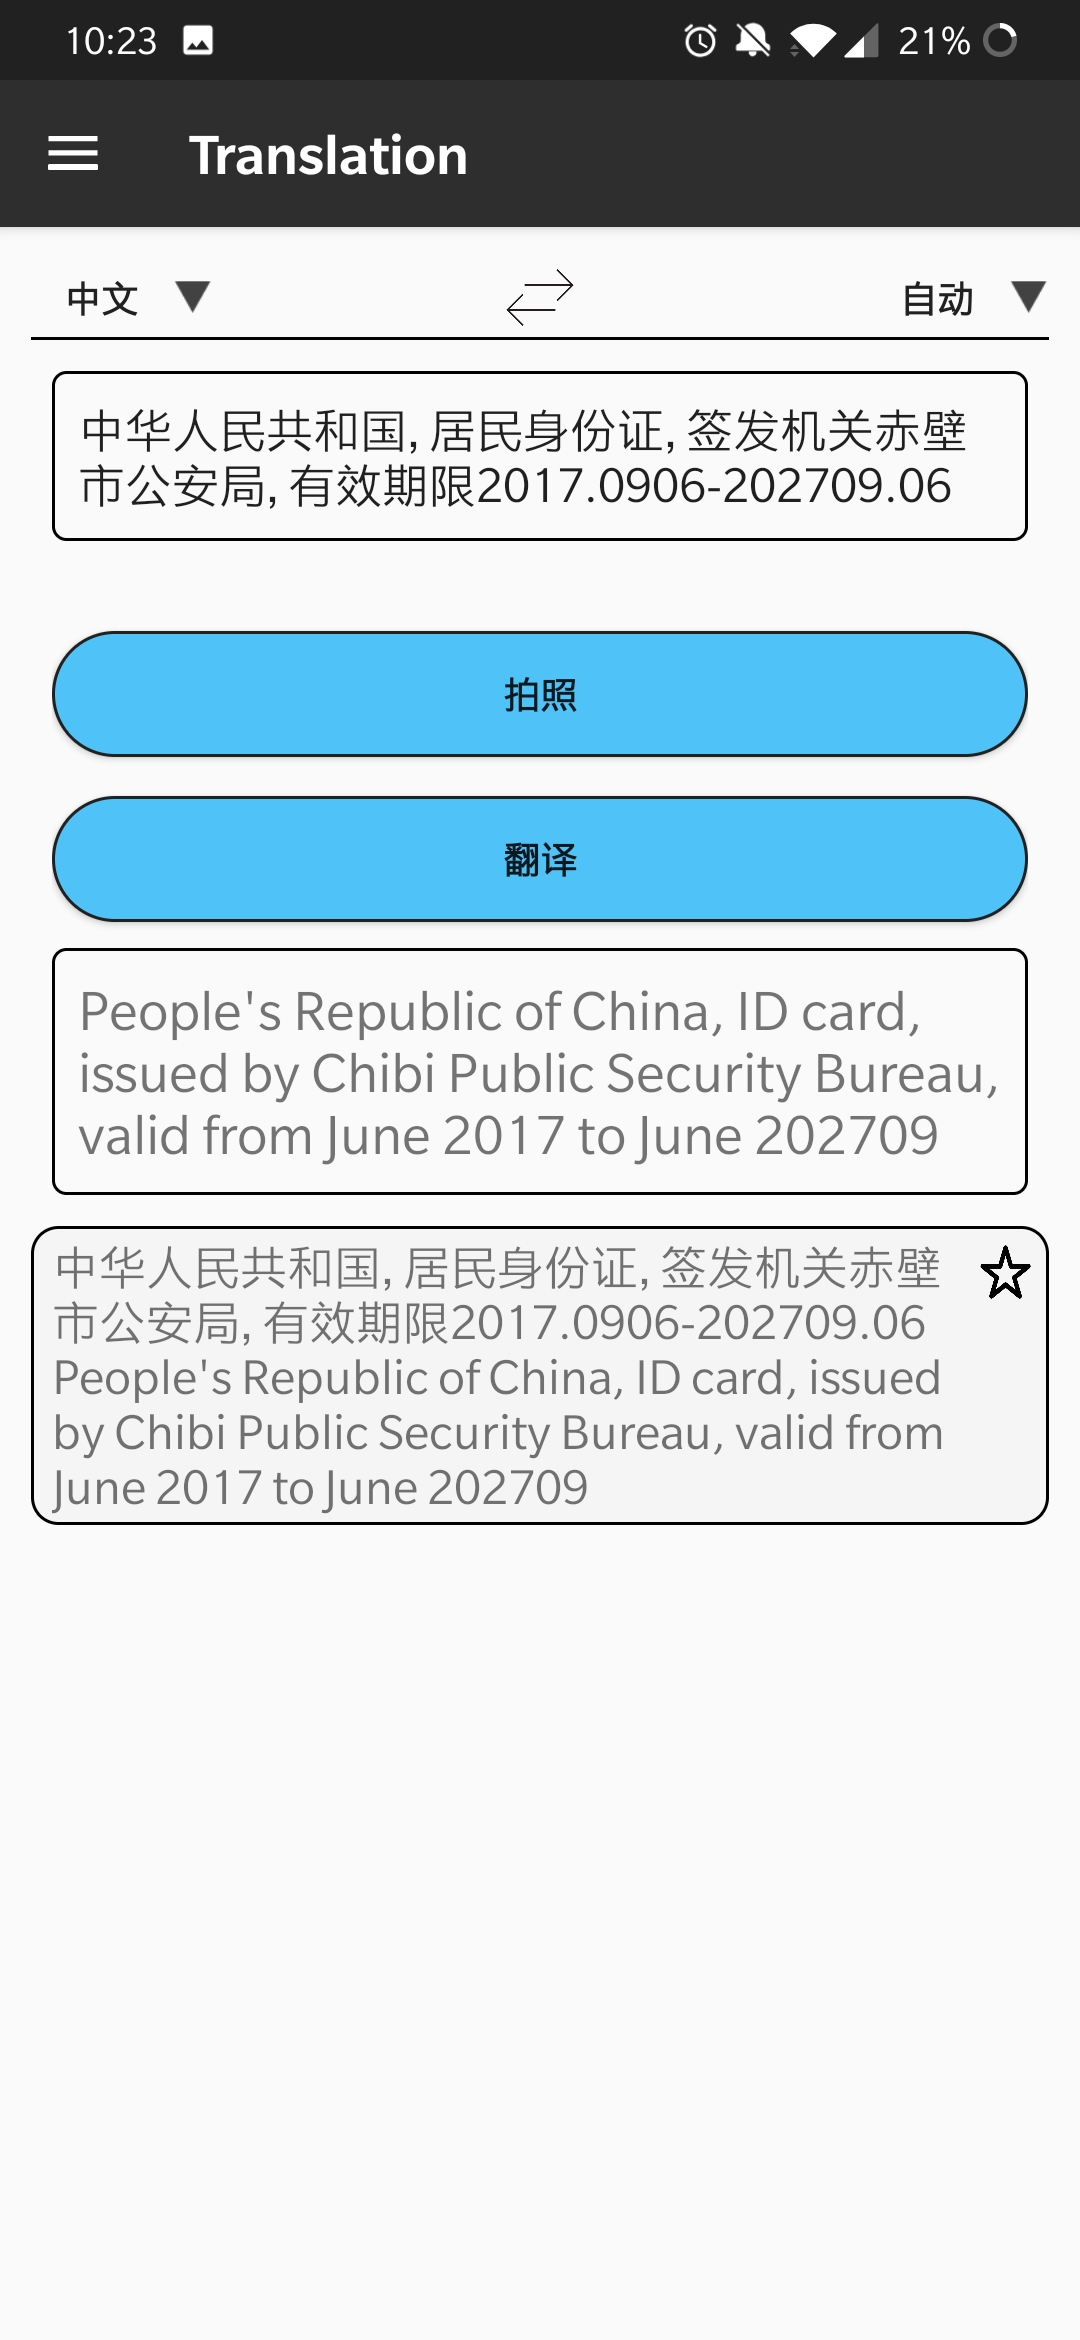 10:23
21%
Translation
中文 自动
中华人民共和国, 居民身份证, 签发机关赤壁
市公安局, 有效期限2017.0906-202709.06
拍照
翻译
People's Republic of China, ID card,
issued by Chibi Public Security Bureau,
valid from June 2017 to June 202709
中华人民共和国, 居民身份证, 签发机关赤壁
市公安局, 有效期限2017.0906-202709.06
People's Republic of China, ID card, issued
by Chibi Public Security Bureau, valid from
June 2017 to June 202709